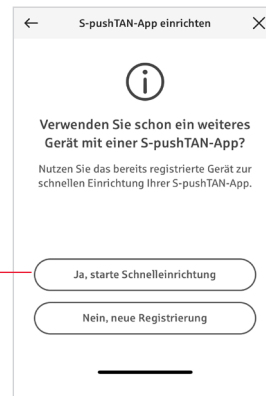 S-pushTAN-App einrichten
Verwenden Sie schon ein weiteres
Gerät mit einer S-pushTAN-App?
Nutzen Sie das bereits registrierte Gerät zur
schnellen Einrichtung Ihrer S-pushTAN-App.
Ja, starte Schnelleinrichtung
Nein, neue Registrierung